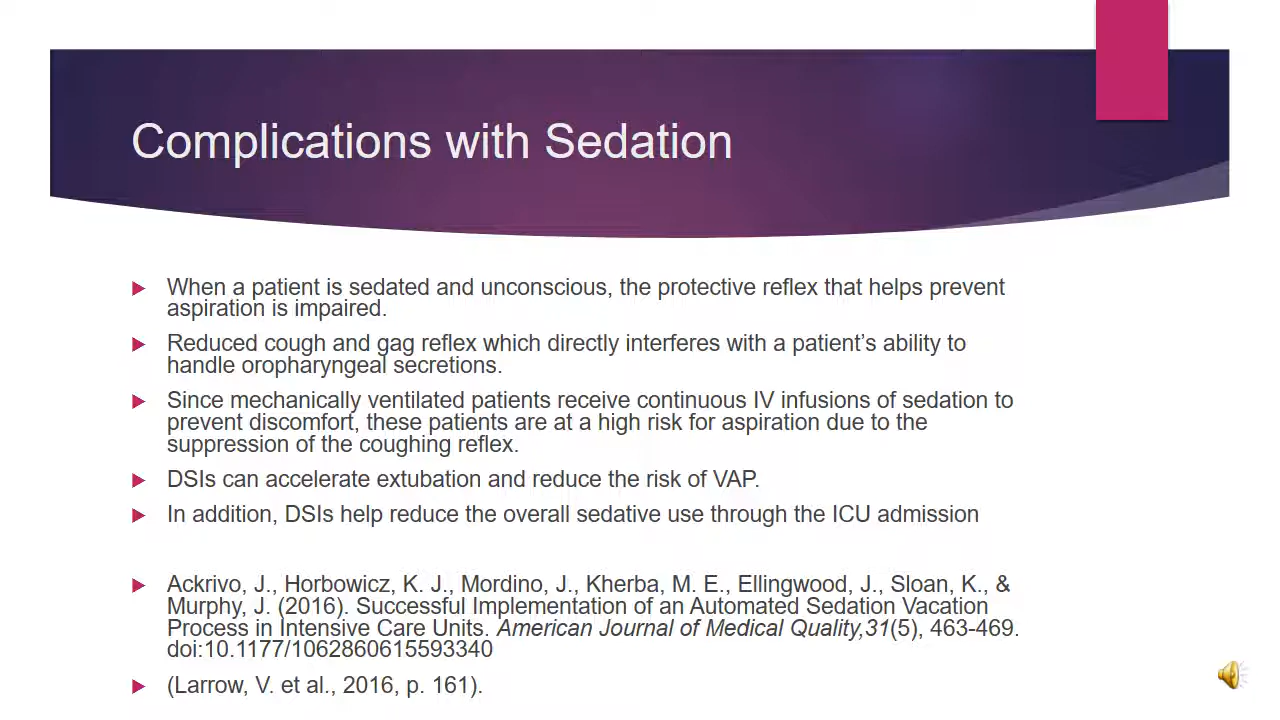 Complications with Sedation
When a patient is sedated and unconscious, the protective reflex that helps prevent
aspiration is impaired.
Reduced cough and gag reflex which directly interferes with a patient’s ability to
handle oropharyngeal secretions.
Since mechanically ventilated patients receive continuous IV infusions of sedation to
prevent discomfort, these patients are at a high risk for aspiration due to the
suppression of the coughing reflex.
DSIs can accelerate extubation and reduce the risk of VAP.
In addition, DSIs help reduce the overall sedative use through the ICU admission
Ackrivo, J., Horbowicz, K. J., Mordino, J., Kherba, M. E., Ellingwood, J., Sloan, K., &
Murphy, J. (2016). Successful Implementation of an Automated Sedation Vacation
Process in Intensive Care Units. American Journal of Medical Quality,31(5), 463-469.
doi:10.1177/1062860615593340
(Larrow, V. et al., 2016, p. 161).